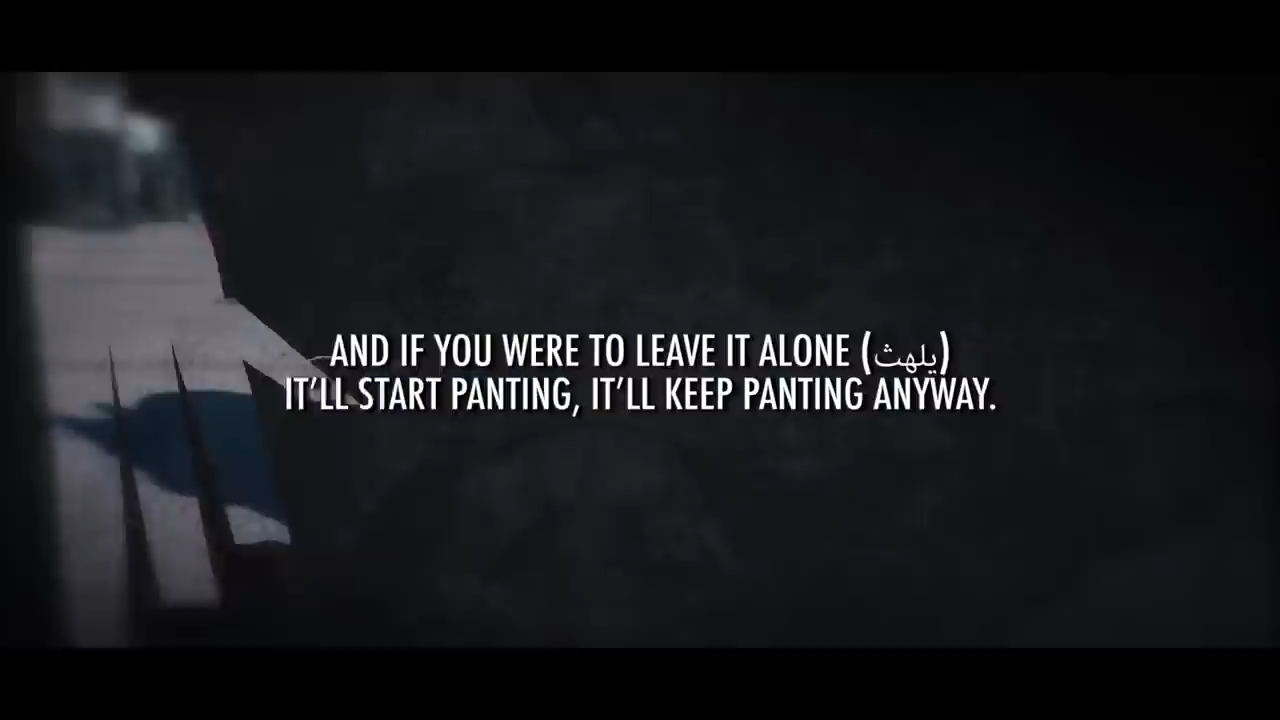 AND IF YOU WERE TO LEAVE IT ALONE (يلهث)
IT’LL START PANTING, IT’LL KEEP PANTING ANYWAY.